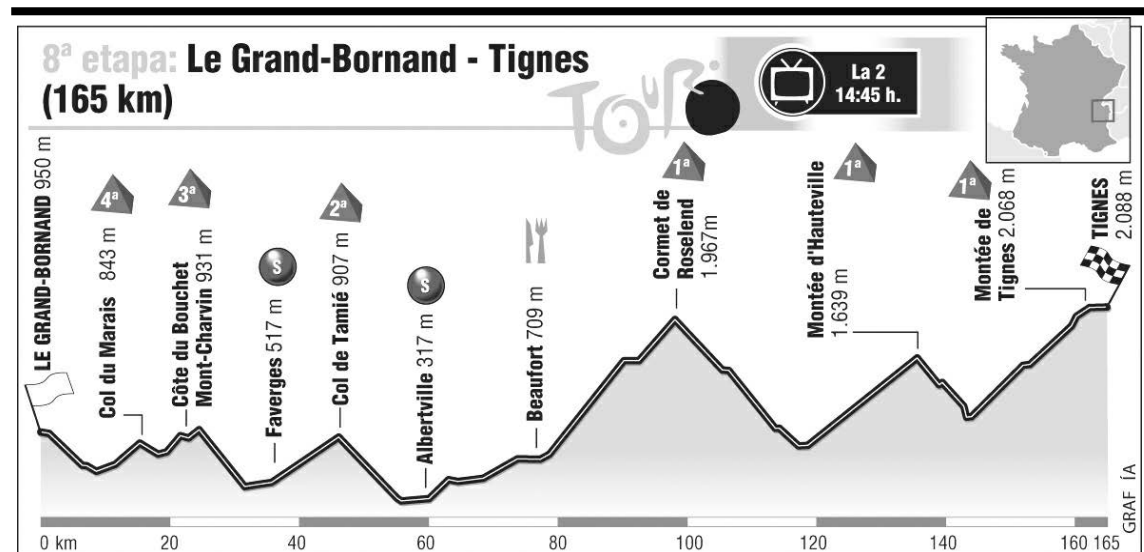 8ª etapa: Le Grand-Bornand - Tignes
(165 km)
TOUR
La 2
14:45 h.
LE GRAND-BORNAND 950 m
4ª
Col du Marais 843 m
3ª
Côte du Bouchet
Mont-Charvin 931 m
S
Faverges 517 m
2ª
Col de Tamié 907 m
S
Albertville 317 m
Beaufort 709 m
1ª
Cormet de
Roselend
1.967m
1ª
Montée d'Hauteville
1.639 m
1ª
Montée de
Tignes 2.068 m
TIGNES
2.088 m
0 km 20 40 60 80 100 120 140 160 165
GRAF ÍA